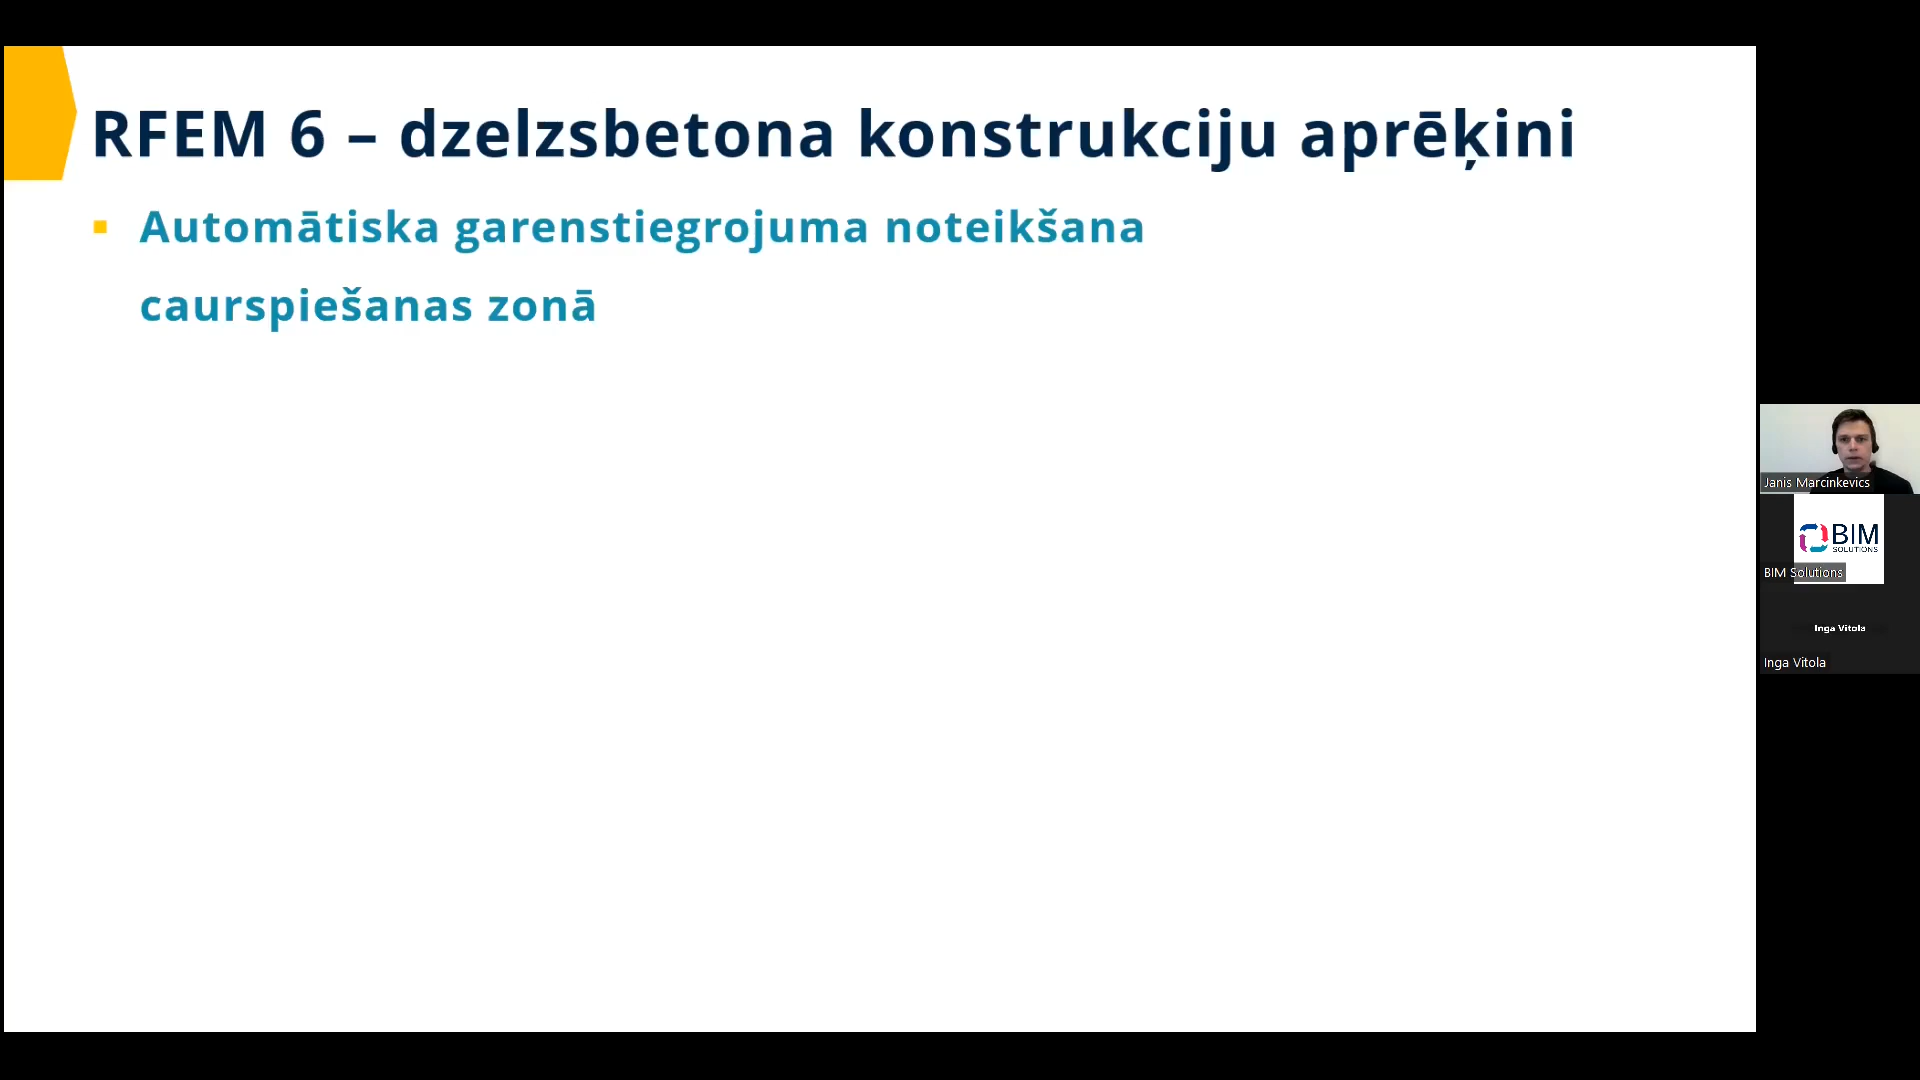 RFEM 6 – dzelzsbetona konstrukciju aprēķini
Automātiska garenstiegrojuma noteikšana
caurspiešanas zonā
Janis Marcinkevics
BIM
SOLUTIONS
BIM Solutions
Inga Vitola
Inga Vitola